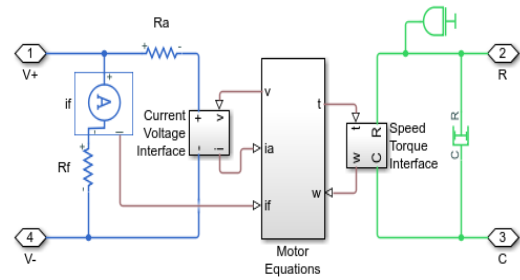 Ra
+
-
1
V+
2
R
+
if
A
Current
Voltage
Interface
+
v
-
i
v
t
ia
if
w
t
R
w
C
Speed
Torque
Interface
R
C
+
Rf
-
4
V-
Motor
Equations
3
C